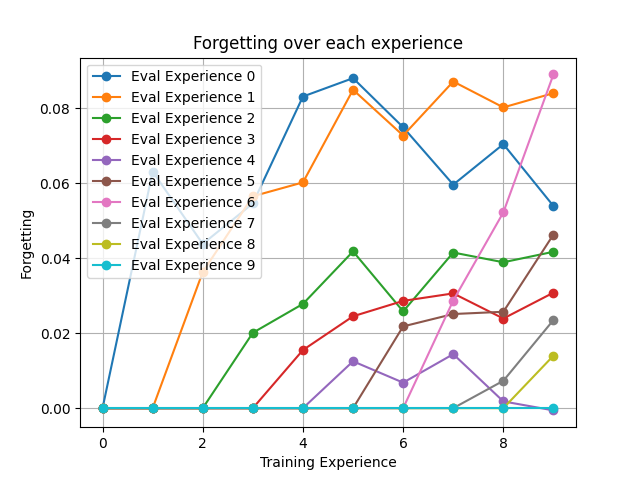 Forgetting over each experience
Eval Experience 0
Eval Experience 1
Eval Experience 2
Eval Experience 3
Eval Experience 4
Eval Experience 5
Eval Experience 6
Eval Experience 7
Eval Experience 8
Eval Experience 9
Forgetting
0.08
0.06
0.04
0.02
0.00
0 2 4 6 8
Training Experience